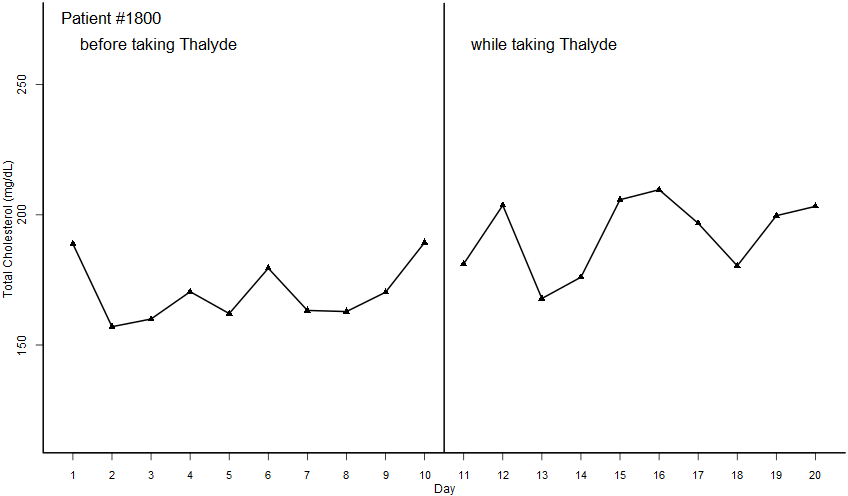 Patient #1800
before taking Thalyde
while taking Thalyde
Total Cholesterol (mg/dL)
250
200
150
1 2 3 4 5 6 7 8 9 10 11 12 13 14 15 16 17 18 19 20
Day